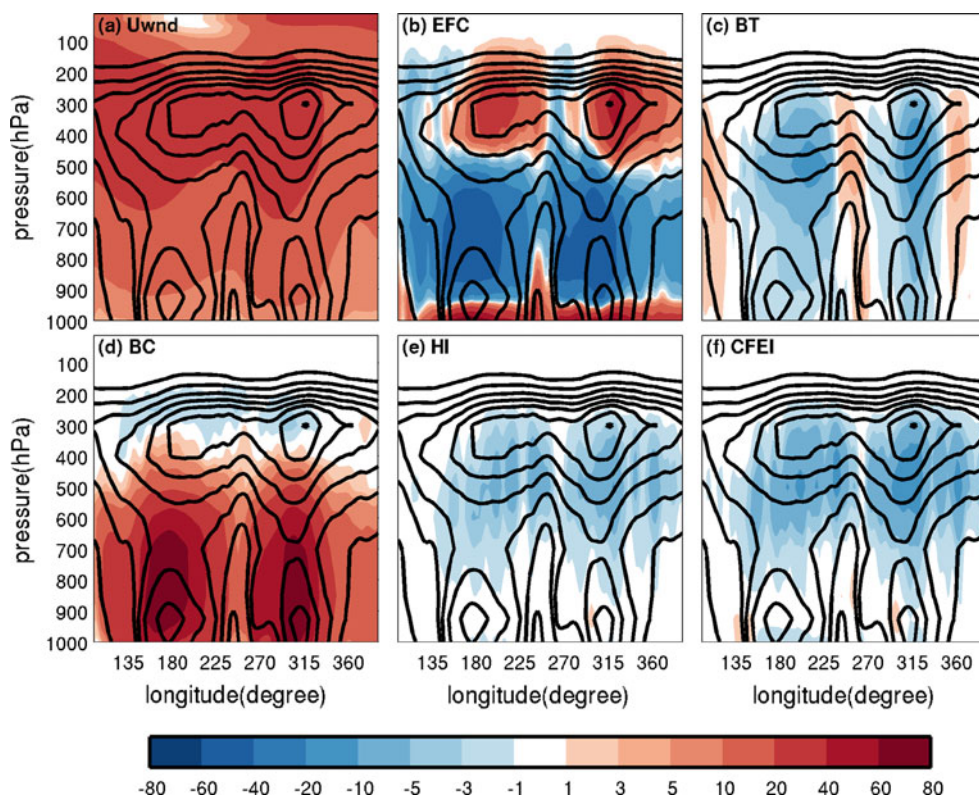 (a) Uwnd
(b) EFC
(c) BT
100
200
300
400
500
600
700
800
900
1000
pressure(hPa)
(d) BC
(e) HI
(f) CFEI
100
200
300
400
500
600
700
800
900
1000
pressure(hPa)
135 180 225 270 315 360
135 180 225 270 315 360
135 180 225 270 315 360
longitude(degree)
longitude(degree)
longitude(degree)
-80 -60 -40 -20 -10 -5 -3 -1 1 3 5 10 20 40 60 80